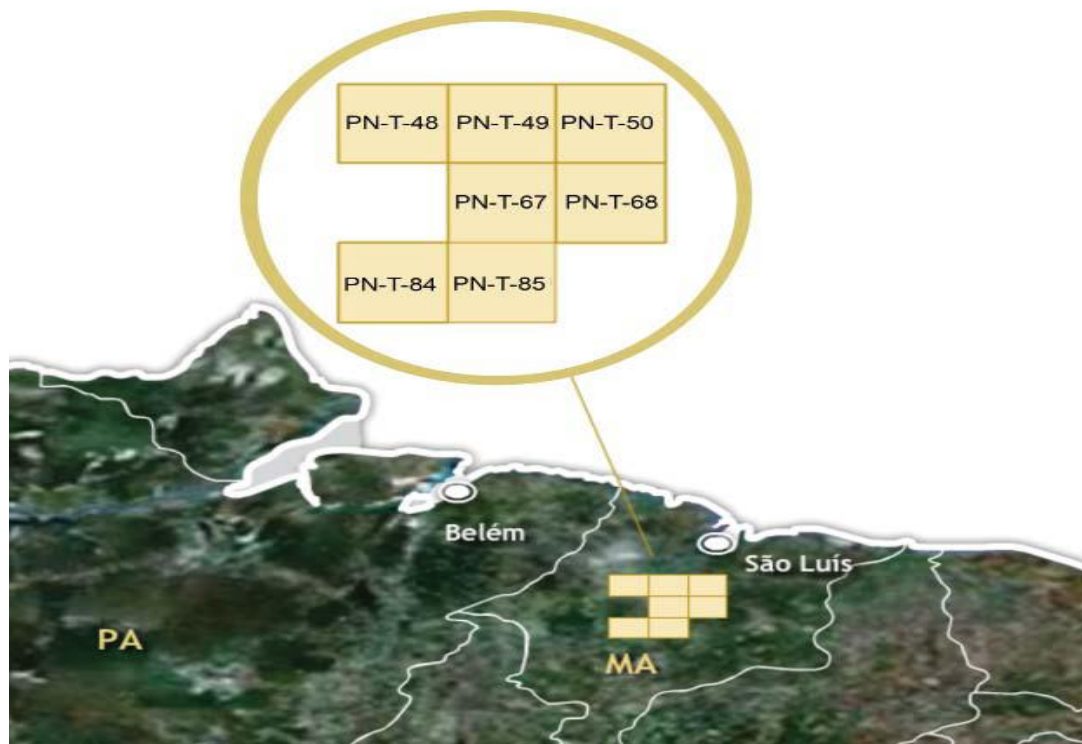 PN-T-48 PN-T-49 PN-T-50
PN-T-67 PN-T-68
PN-T-84 PN-T-85
Belém
São Luís
PA
MA